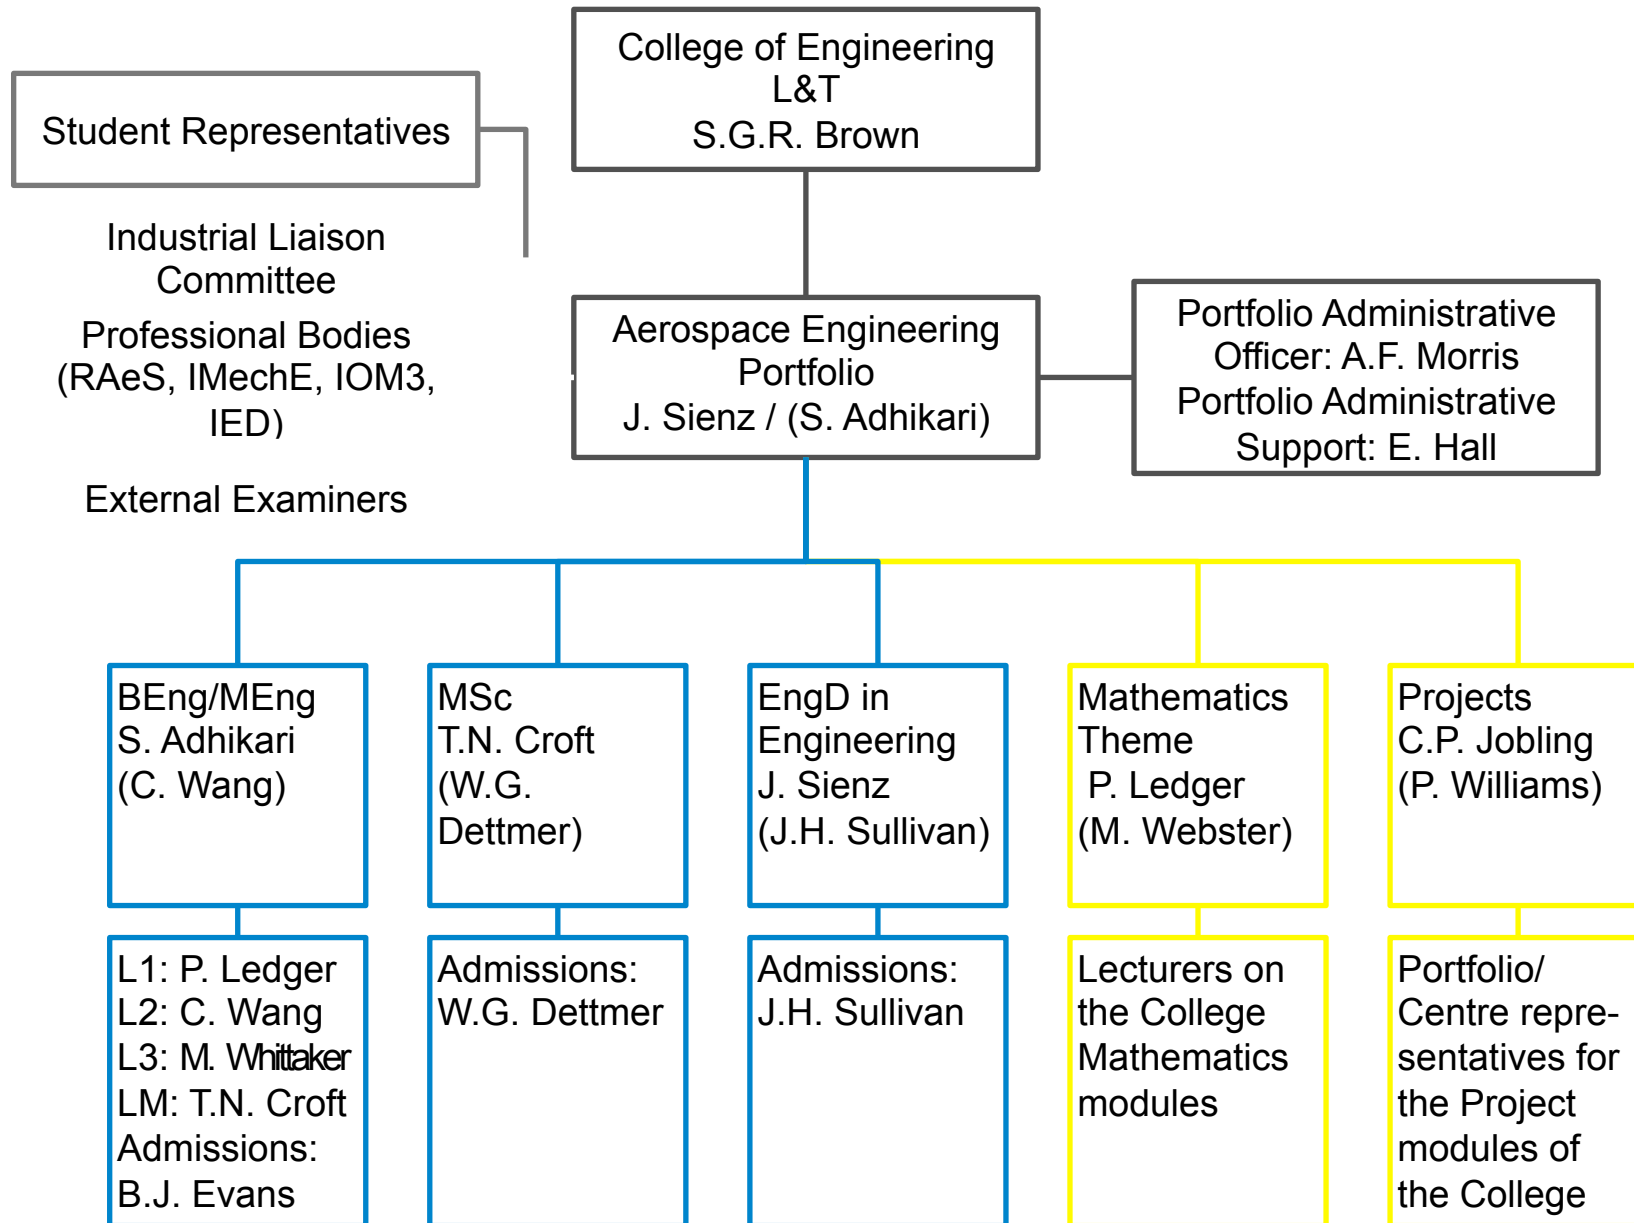 College of Engineering
L&T
S.G.R. Brown
Student Representatives
Industrial Liaison
Committee
Professional Bodies
(RAeS, IMechE, IOM3,
IED)
External Examiners
Aerospace Engineering
Portfolio
J. Sienz / (S. Adhikari)
Portfolio Administrative
Officer: A.F. Morris
Portfolio Administrative
Support: E. Hall
BEng/MEng
S. Adhikari
(C. Wang)
MSc
T.N. Croft
(W.G.
Dettmer)
EngD in
Engineering
J. Sienz
(J.H. Sullivan)
Mathematics
Theme
P. Ledger
(M. Webster)
Projects
C.P. Jobling
(P. Williams)
L1: P. Ledger
L2: C. Wang
L3: M. Whittaker
LM: T.N. Croft
Admissions:
B.J. Evans
Admissions:
W.G. Dettmer
Admissions:
J.H. Sullivan
Lecturers on
the College
Mathematics
modules
Portfolio/
Centre repre-
sentatives for
the Project
modules of
the College